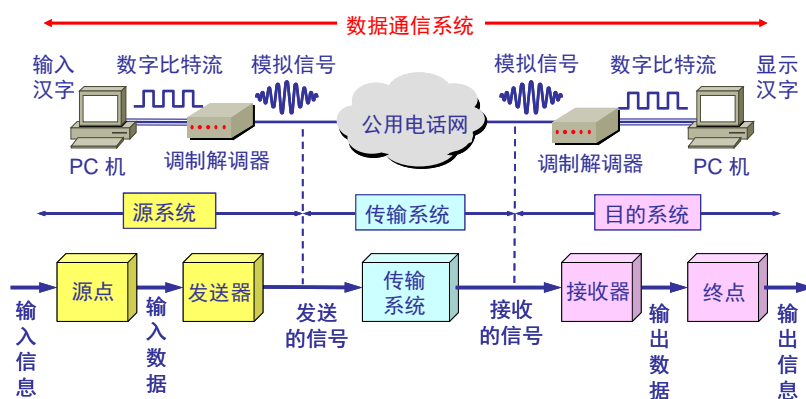 数据通信系统
输入
汉字
数字比特流
模拟信号
模拟信号
数字比特流
显示
汉字
公用电话网
PC 机
调制解调器
调制解调器
PC 机
源系统
传输系统
目的系统
源点
发送器
传输
系统
接收器
终点
输入信息
输入数据
发送
的信号
接收
的信号
输出数据
输出信息